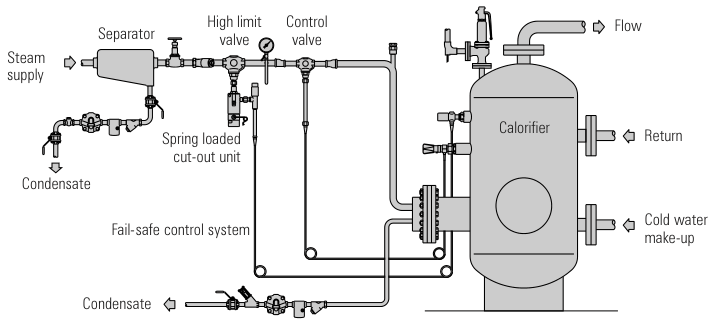 Separator
High limit
valve
Control
valve
Flow
Steam
supply
Calorifier
Return
Spring loaded
cut-out unit
Condensate
Cold water
make-up
Fail-safe control system
Condensate